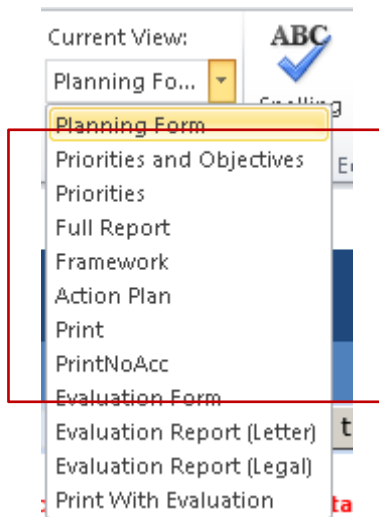 Current View:
ABC
Planning Fo...
Spelling
Planning Form
Priorities and Objectives
Priorities
Full Report
Framework
Action Plan
Print
PrintNoAcc
Evaluation Form
Evaluation Report (Letter)
Evaluation Report (Legal)
Print With Evaluation